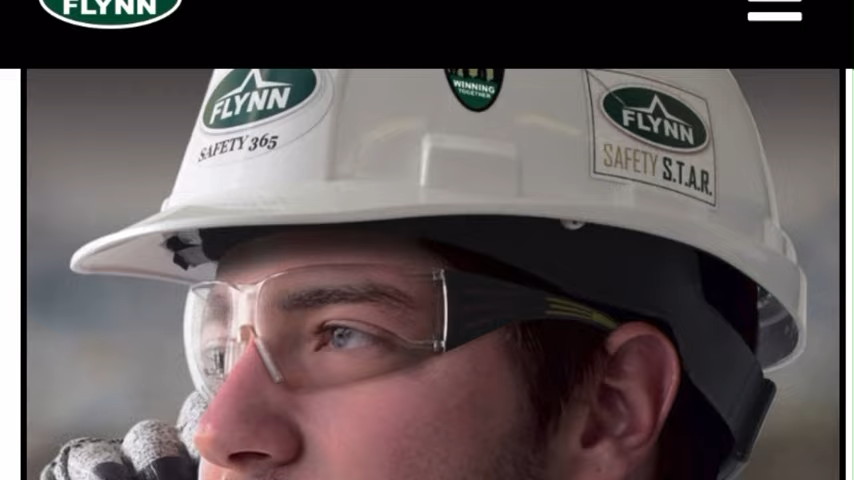 FLYNN
FLYNN
SAFETY 365
WINNING
TOGETHER
FLYNN
SAFETY S.T.A.R.